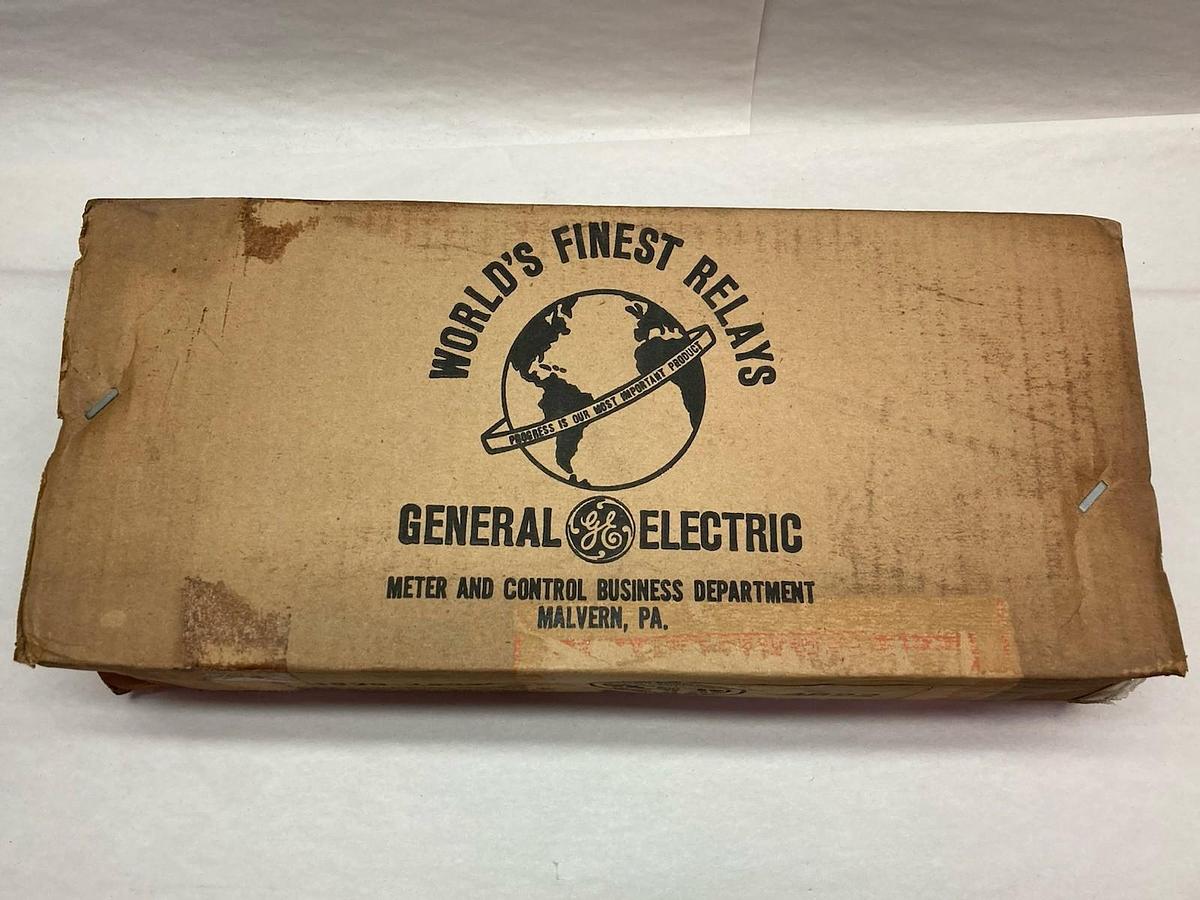 WORLD'S FINEST RELAYS
PROGRESS IS OUR MOST IMPORTANT PRODUCT
GENERAL GE ELECTRIC
METER AND CONTROL BUSINESS DEPARTMENT
MALVERN, PA.